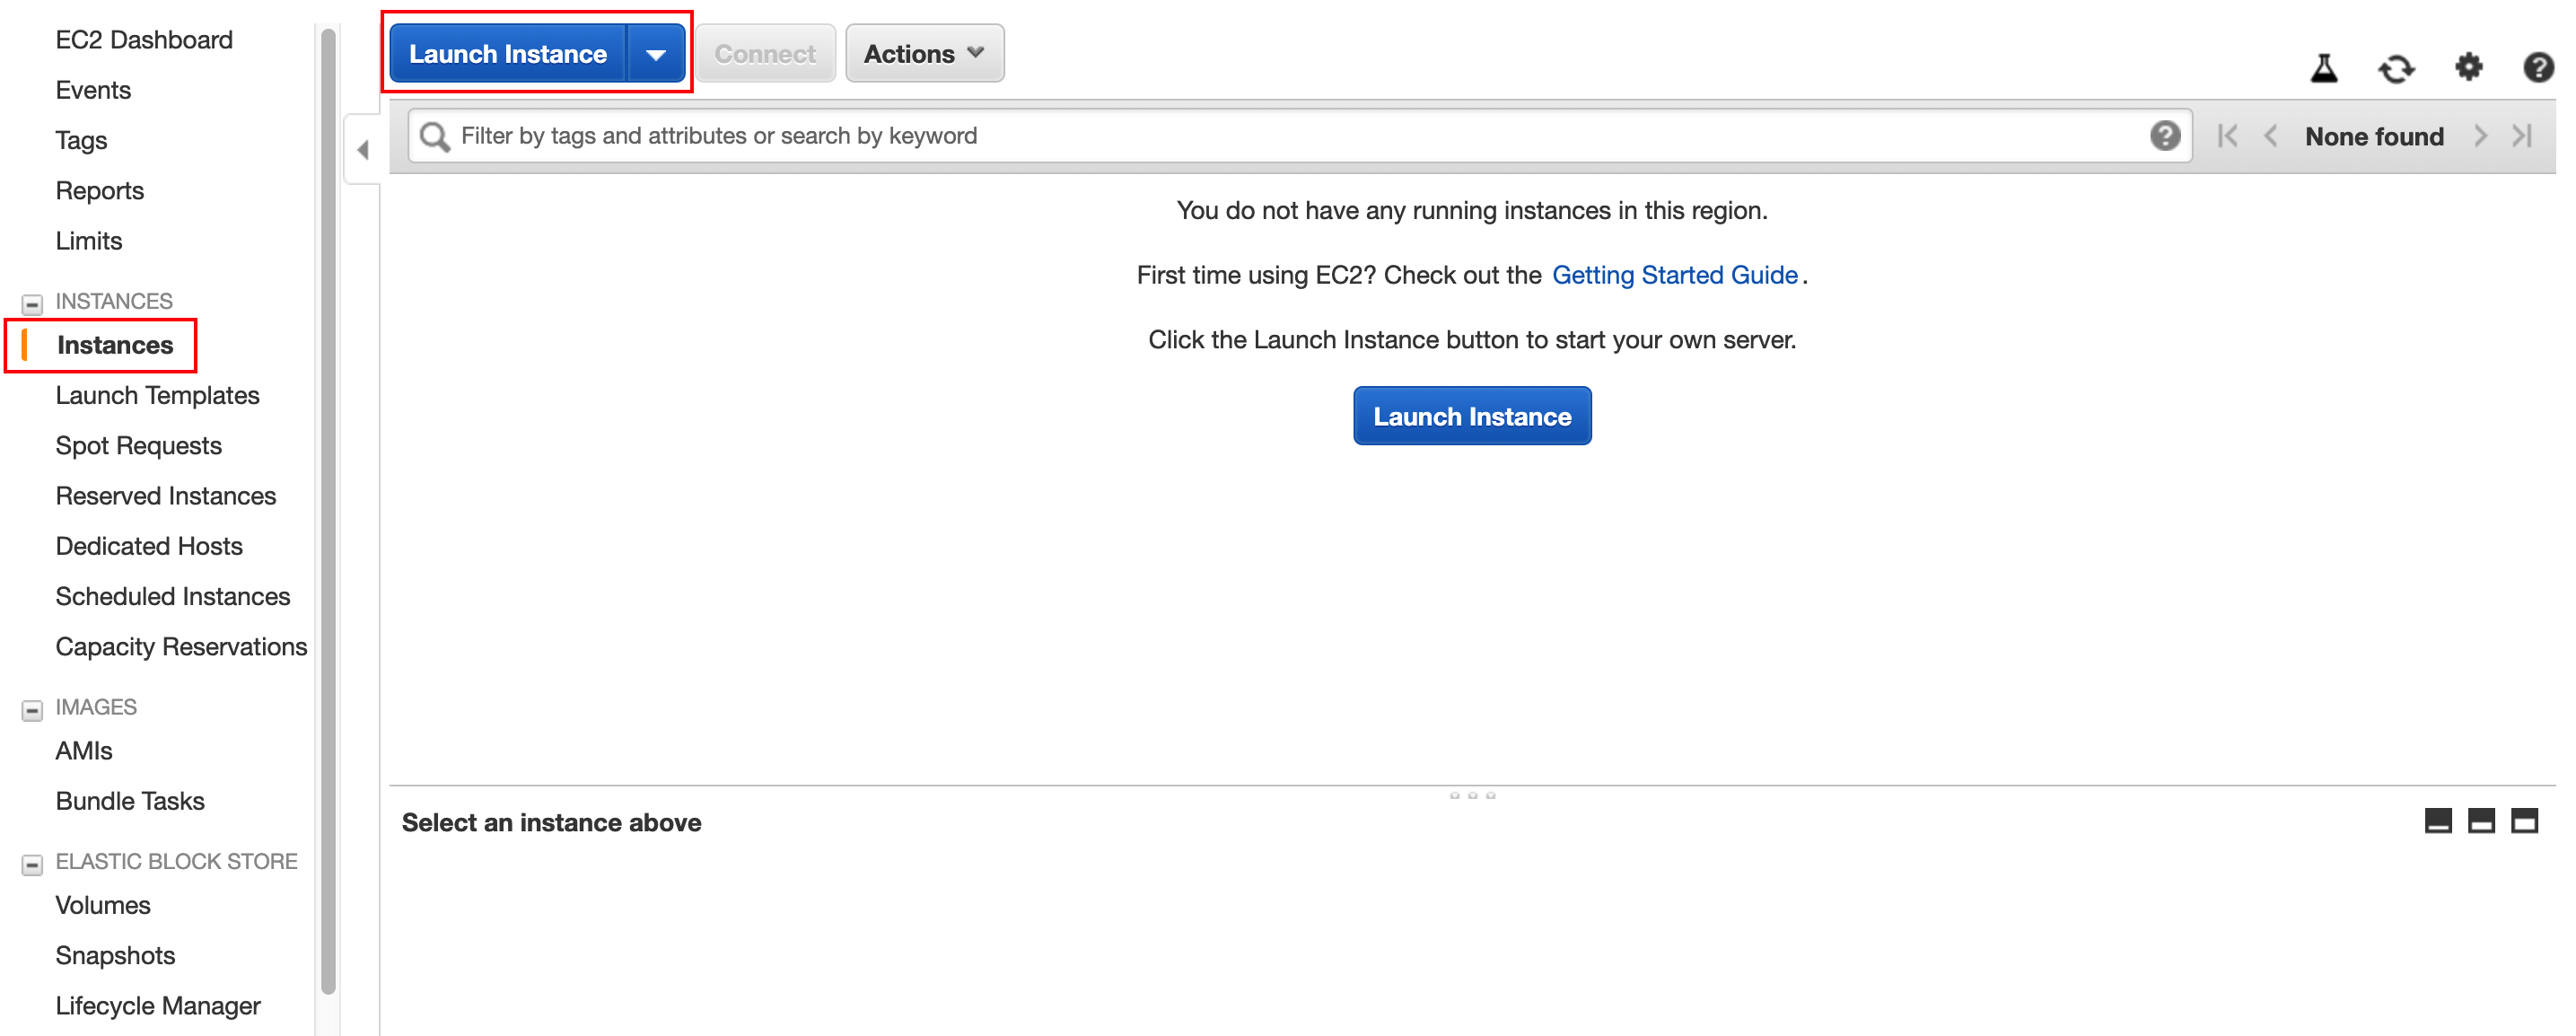 EC2 Dashboard
Events
Tags
Reports
Limits
INSTANCES
Instances
Launch Templates
Spot Requests
Reserved Instances
Dedicated Hosts
Scheduled Instances
Capacity Reservations
IMAGES
AMIs
Bundle Tasks
ELASTIC BLOCK STORE
Volumes
Snapshots
Lifecycle Manager
Launch Instance Connect Actions
Filter by tags and attributes or search by keyword
None found
You do not have any running instances in this region.
First time using EC2? Check out the Getting Started Guide.
Click the Launch Instance button to start your own server.
Launch Instance
Select an instance above